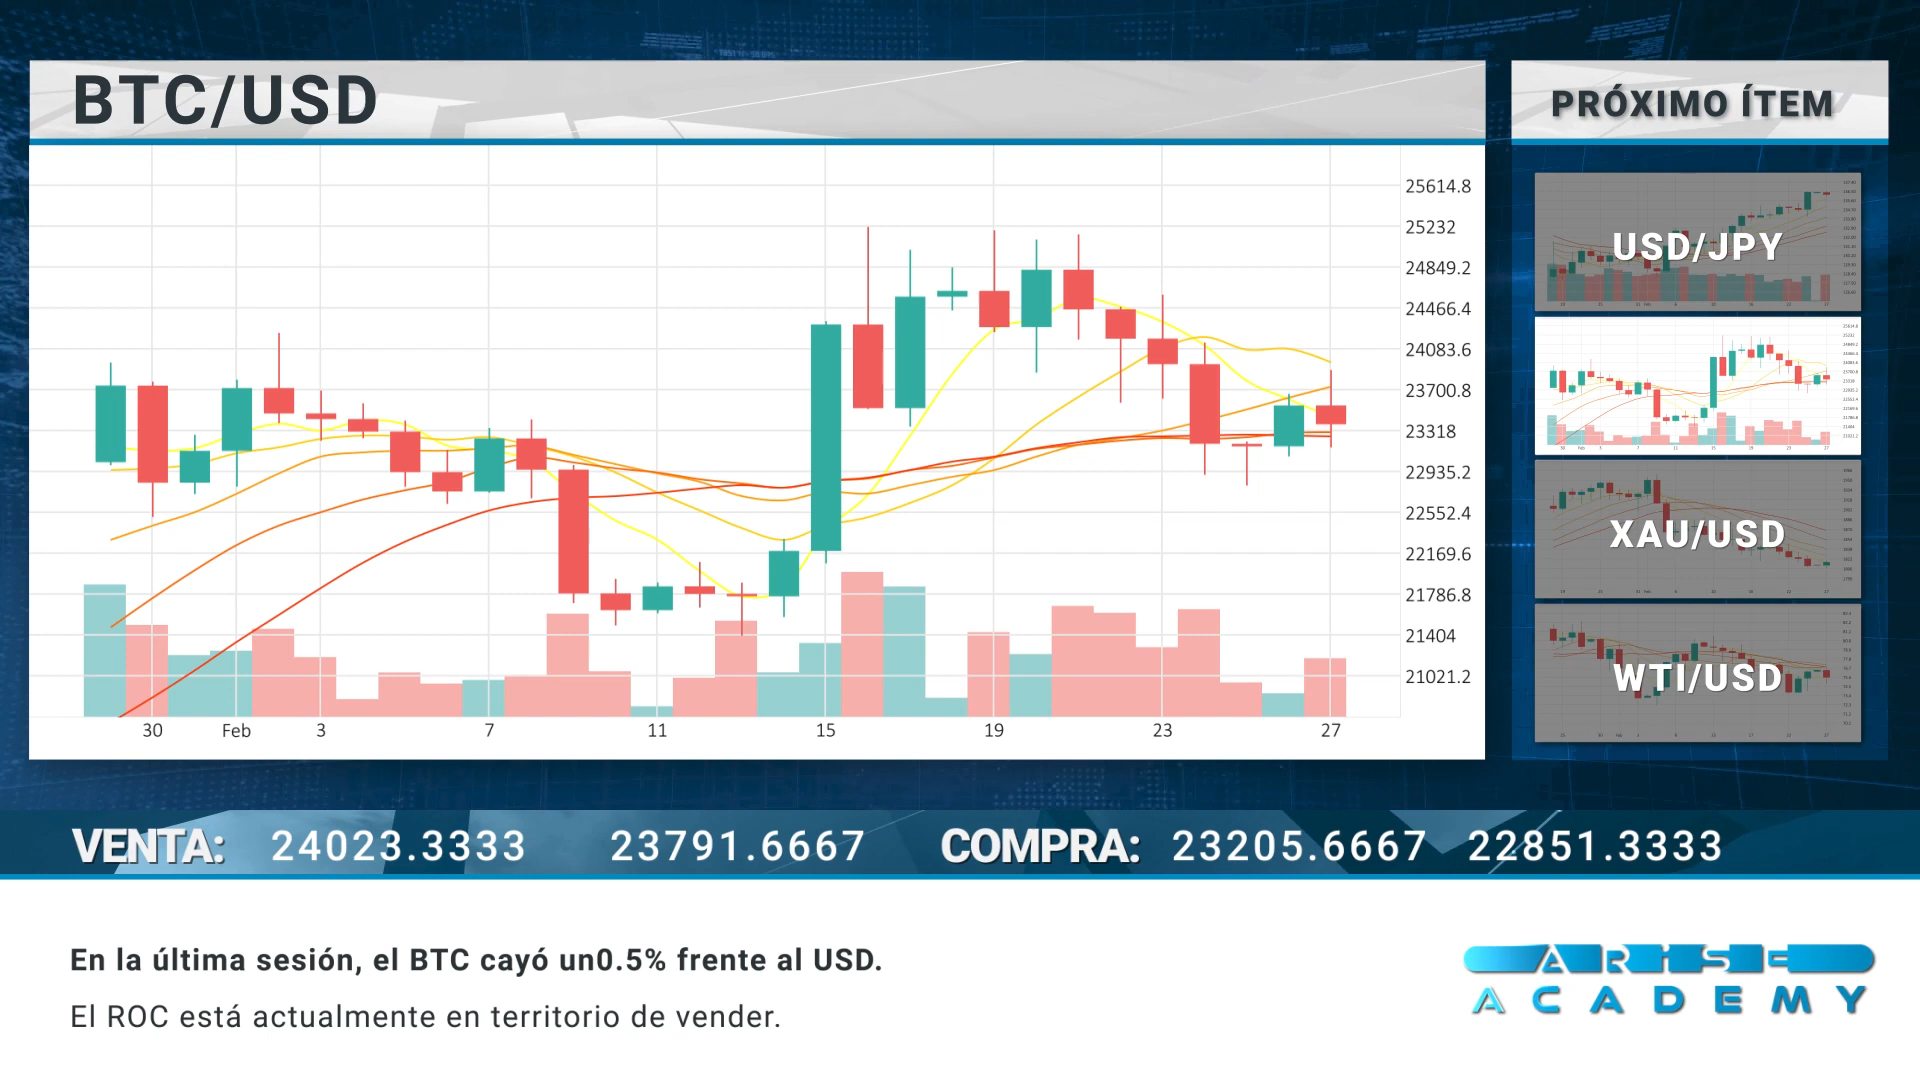 BTC/USD
PRÓXIMO ÍTEM
25614.8
25232
24849.2
24466.4
24083.6
23700.8
23318
22935.2
22552.4
22169.6
21786.8
21404
21021.2
30 Feb 3 7 11 15 19 23 27
USD/JPY
XAU/USD
WTI/USD
VENTA: 24023.3333 23791.6667 COMPRA: 23205.6667 22851.3333
En la última sesión, el BTC cayó un0.5% frente al USD.
El ROC está actualmente en territorio de vender.
ARISE
ACADEMY